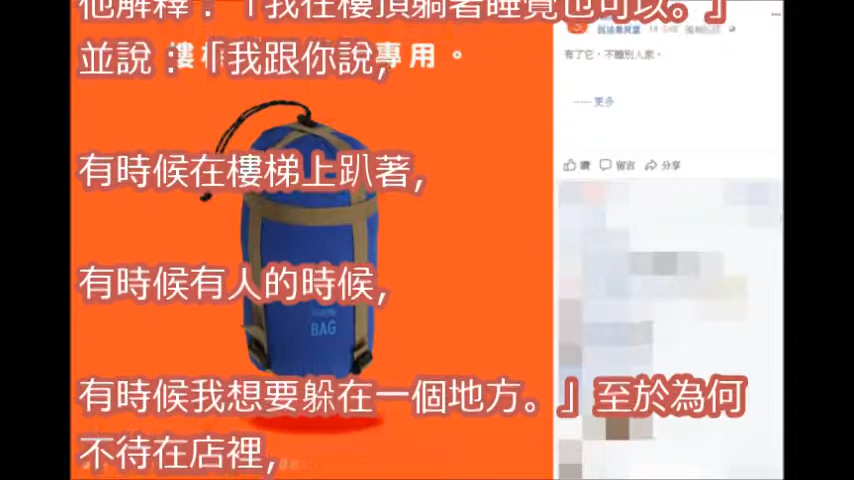 他解釋：「我在樓頂躺著睡覺也可以。」
並說：「我跟你說，
專用。
有了它，不離別人家。
更多
讚 留言 分享
有時候在樓梯上趴著，
有時候有人的時候，
BAG
有時候我想要躲在一個地方。」至於為何
不待在店裡，